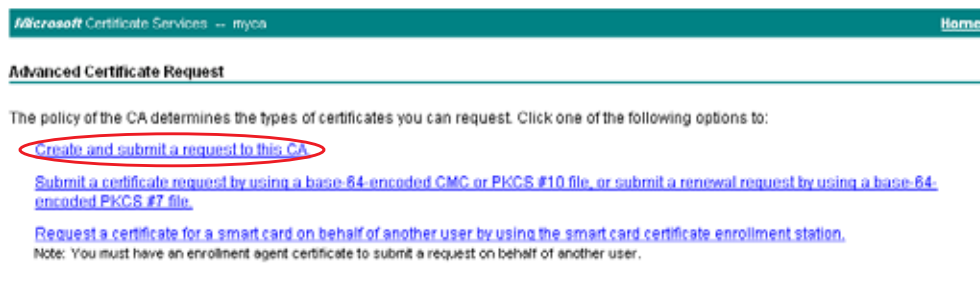 Microsoft Certificate Services -- myca
Home
Advanced Certificate Request
The policy of the CA determines the types of certificates you can request. Click one of the following options to:
Create and submit a request to this CA
Submit a certificate request by using a base-64-encoded CMC or PKCS #10 file, or submit a renewal request by using a base-64-
encoded PKCS #7 file.
Request a certificate for a smart card on behalf of another user by using the smart card certificate enrollment station.
Note: You must have an enrollment agent certificate to submit a request on behalf of another user.